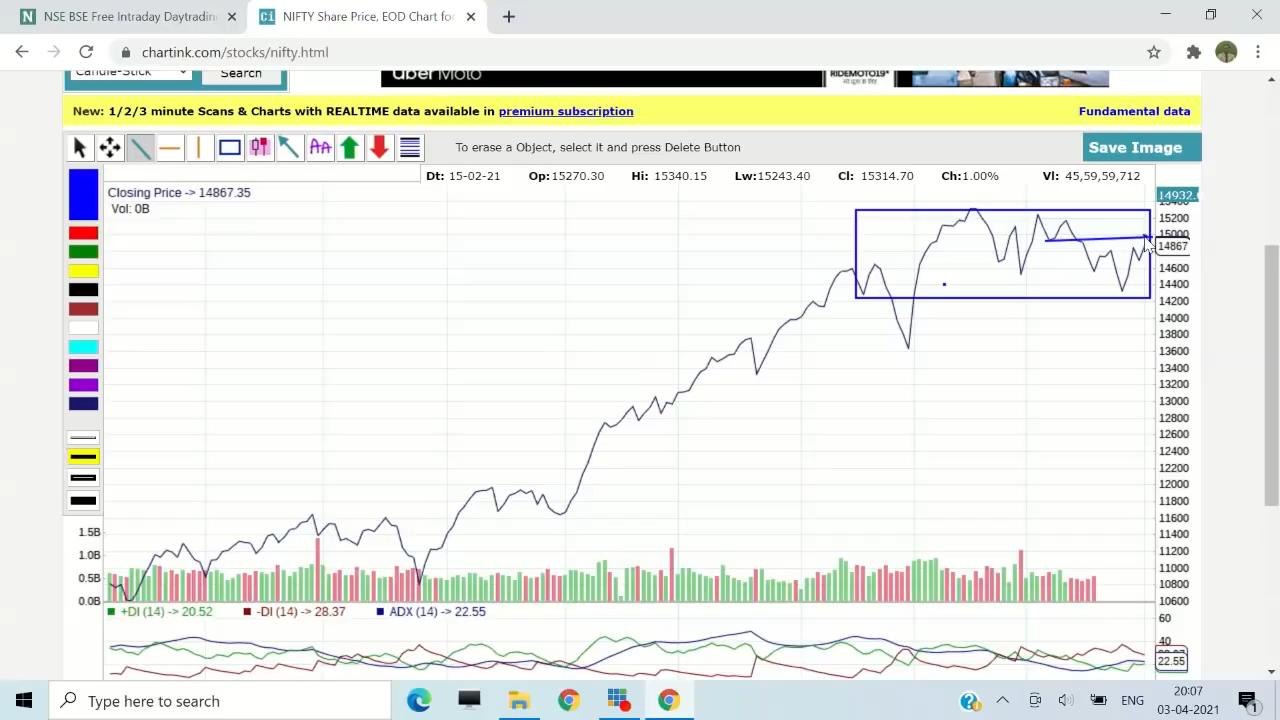 NSE BSE Free Intraday & Weekly
NIFTY Share Price, EOD Chart for
chartink.com/stocks/nifty.html
Candle-Stick
Search
uber Moto
RIDEMOTO19*
New: 1/2/3 minute Scans & Charts with REALTIME data available in premium subscription
Fundamental data
To erase a Object, select it and press Delete Button
Save Image
Dt: 15-02-21 Op:15270.30 Hi: 15340.15 Lw:15243.40 Cl: 15314.70 Ch:1.00% Vl: 45,59,59,712
Closing Price -> 14867.35
Vol: 0B
14932.
15400
15200
15000
14867
14600
14400
14200
14000
13800
13600
13400
13200
13000
12800
12600
12400
12200
12000
11800
11600
11400
11200
11000
10800
10600
1.5B
1.0B
0.5B
0.0B
+DI (14) -> 20.52
-DI (14) -> 28.37
ADX (14) -> 22.55
60
40
22.55
Type here to search
ENG
20:07
03-04-2021
1